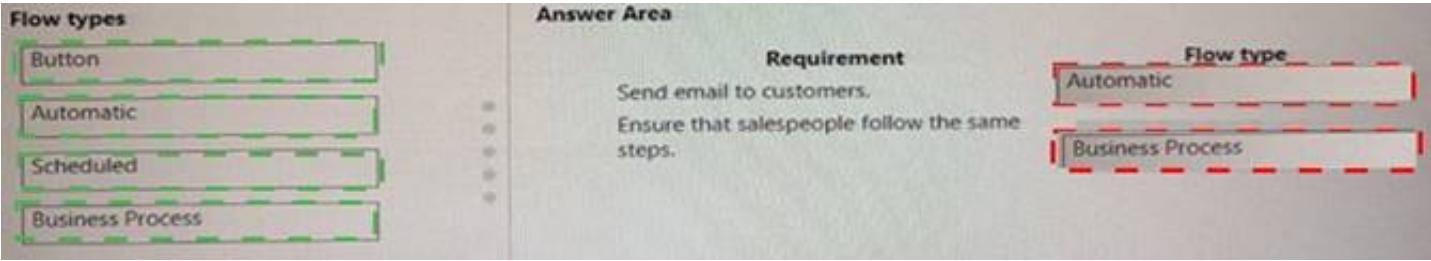 Flow types
Button
Automatic
Scheduled
Business Process
Answer Area
Requirement
Flow type
Send email to customers.
Automatic
Ensure that salespeople follow the same
steps.
Business Process